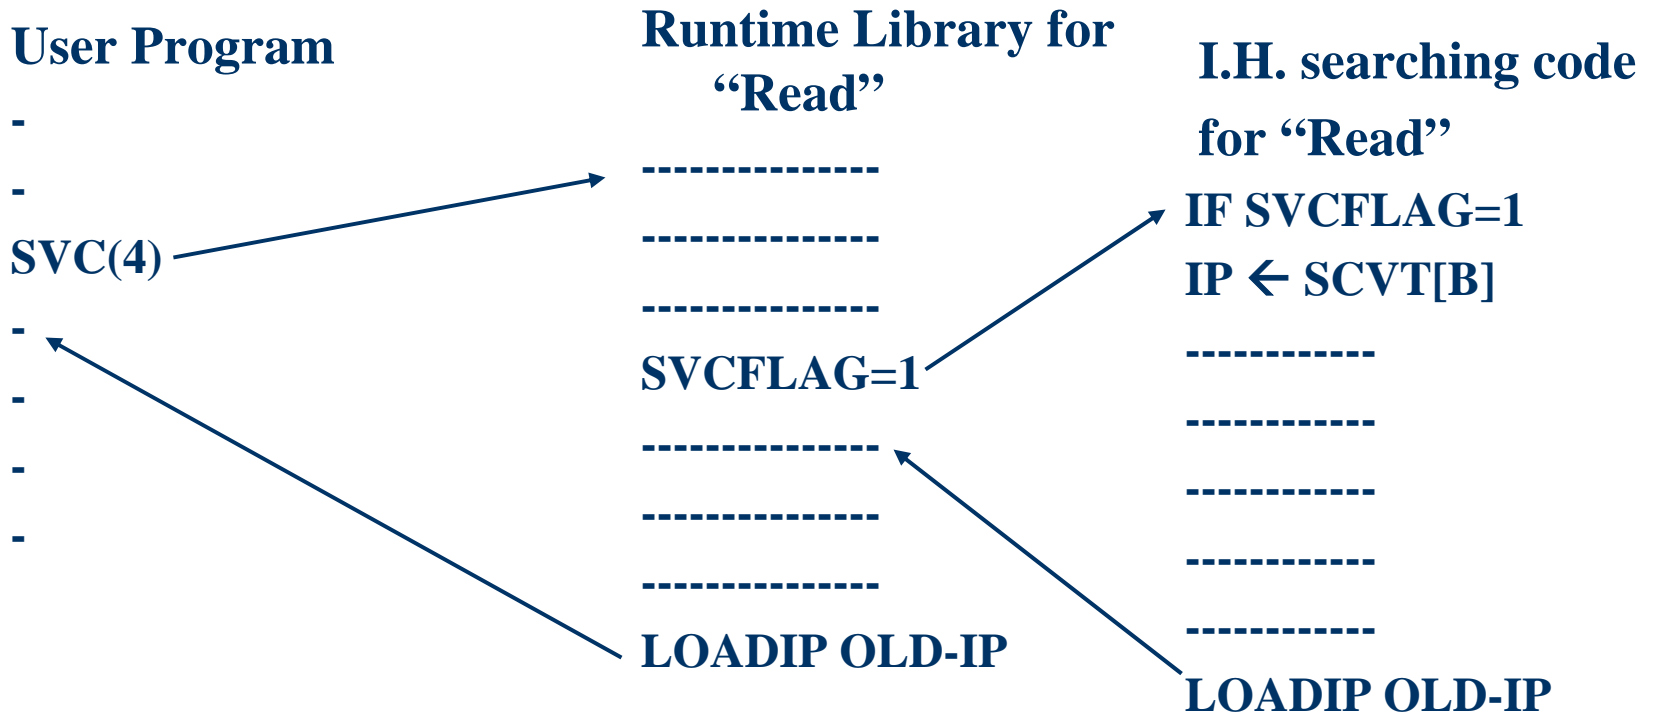 User Program
-
-
SVC(4)
-
-
-
-
Runtime Library for
“Read”
---------------
---------------
---------------
SVCFLAG=1
---------------
---------------
---------------
LOADIP OLD-IP
I.H. searching code
for “Read”
IF SVCFLAG=1
IP ← SCVT[B]
------------
------------
------------
------------
------------
LOADIP OLD-IP